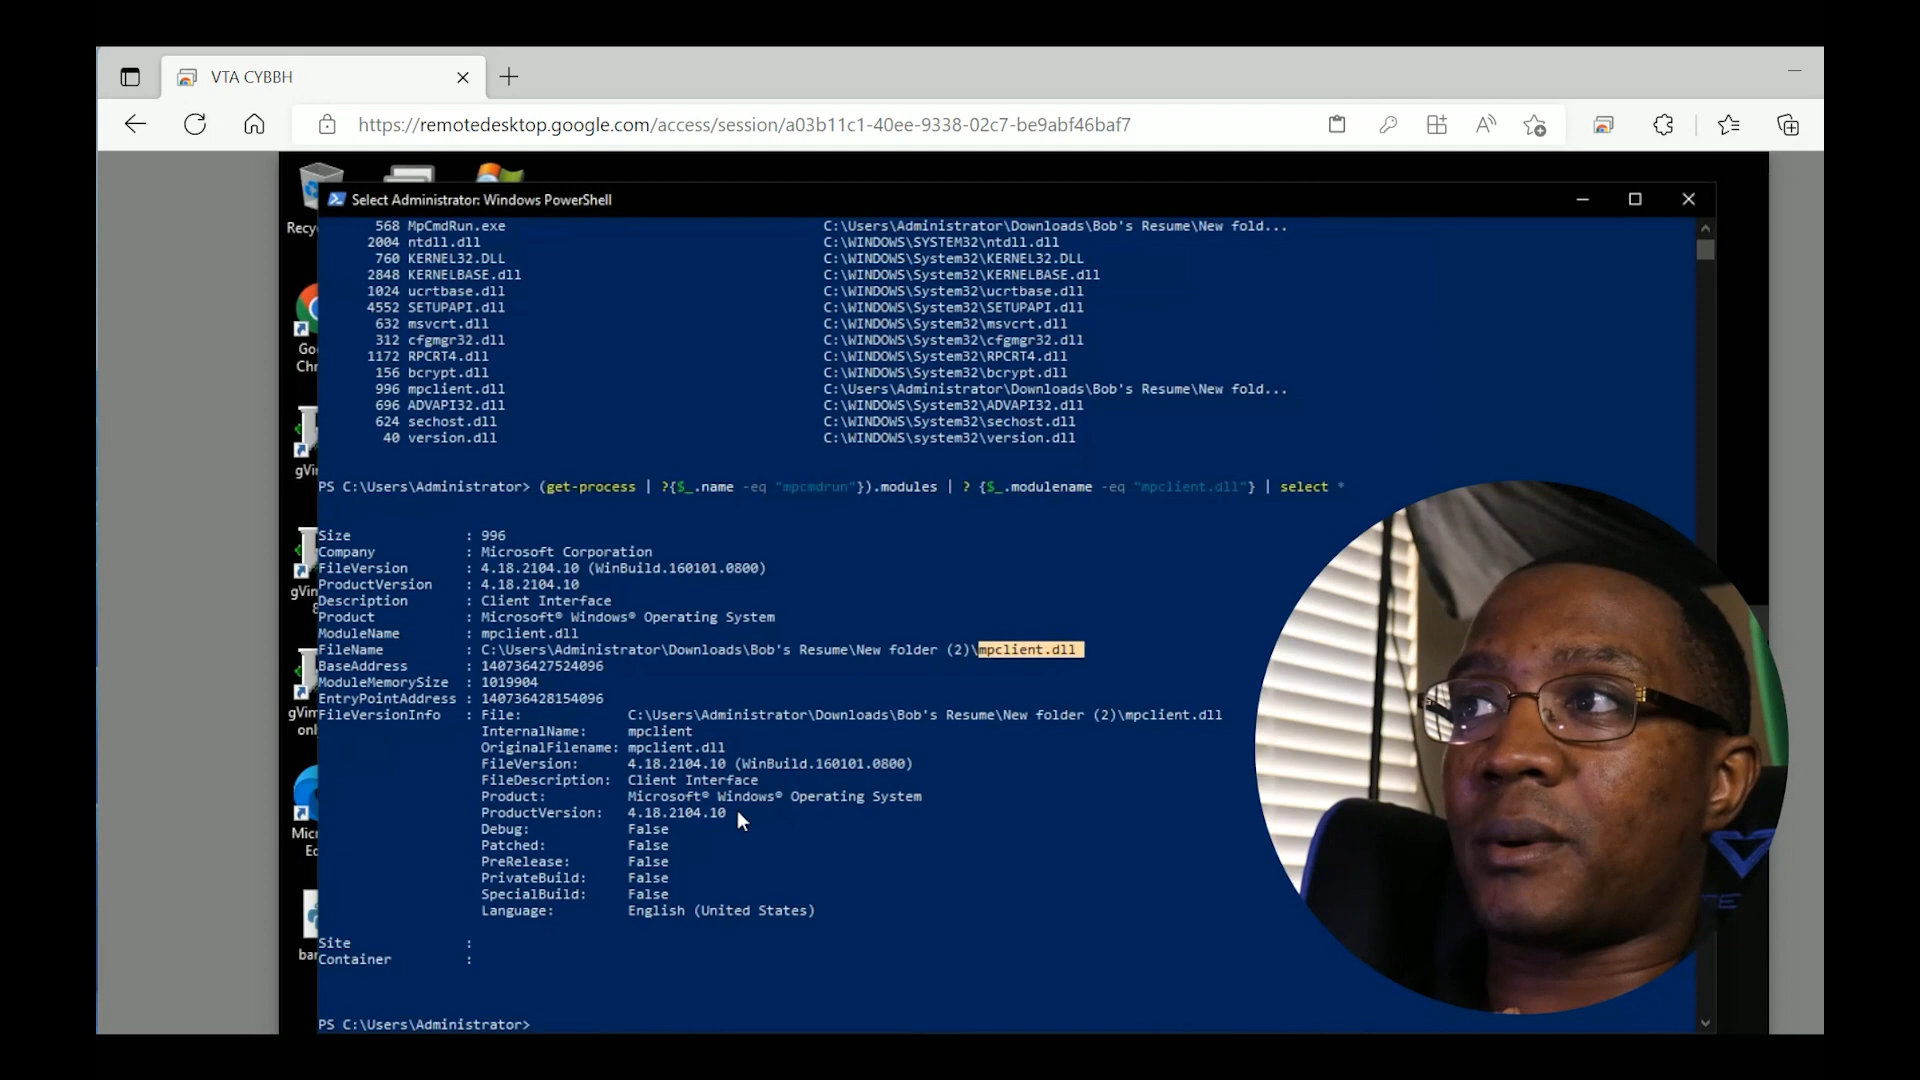 VTA CYBBH
https://remotedesktop.google.com/access/session/a03b11c1-40ee-9338-02c7-be9abf46baf7
Select Administrator: Windows PowerShell
Recy
568 MpCmdRun.exe C:\Users\Administrator\Downloads\Bob's Resume\New fold...
2004 ntdll.dll C:\WINDOWS\SYSTEM32\ntdll.dll
760 KERNEL32.DLL C:\WINDOWS\System32\KERNEL32.DLL
2848 KERNELBASE.dll C:\WINDOWS\System32\KERNELBASE.dll
1024 ucrtbase.dll C:\WINDOWS\System32\ucrtbase.dll
4552 SETUPAPI.dll C:\WINDOWS\System32\SETUPAPI.dll
632 msvcrt.dll C:\WINDOWS\System32\msvcrt.dll
312 cfgmgr32.dll C:\WINDOWS\System32\cfgmgr32.dll
Goo
Chr
1172 RPCRT4.dll C:\WINDOWS\System32\RPCRT4.dll
156 bcrypt.dll C:\WINDOWS\System32\bcrypt.dll
996 mpclient.dll C:\Users\Administrator\Downloads\Bob's Resume\New fold...
696 ADVAPI32.dll C:\WINDOWS\System32\ADVAPI32.dll
624 sechost.dll C:\WINDOWS\System32\sechost.dll
40 version.dll C:\WINDOWS\system32\version.dll
gVim
PS C:\Users\Administrator> (get-process | ?{$_.name -eq "mpcmdrun"}).modules | ? {$_.modulename -eq "mpclient.dll"} | select *
Size : 996
Company : Microsoft Corporation
FileVersion : 4.18.2104.10 (WinBuild.160101.0800)
ProductVersion : 4.18.2104.10
gVim
8
Description : Client Interface
Product : Microsoft® Windows® Operating System
ModuleName : mpclient.dll
FileName : C:\Users\Administrator\Downloads\Bob's Resume\New folder (2)\mpclient.dll
BaseAddress : 140736427524096
ModuleMemorySize : 1019904
EntryPointAddress : 140736428154096
gVim
onl
FileVersionInfo : File: C:\Users\Administrator\Downloads\Bob's Resume\New folder (2)\mpclient.dll
InternalName: mpclient
OriginalFilename: mpclient.dll
FileVersion: 4.18.2104.10 (WinBuild.160101.0800)
FileDescription: Client Interface
Product: Microsoft® Windows® Operating System
ProductVersion: 4.18.2104.10
Debug: False
Micr
Ed
Patched: False
PreRelease: False
PrivateBuild: False
SpecialBuild: False
Language: English (United States)
Site :
bar
Container :
PS C:\Users\Administrator>